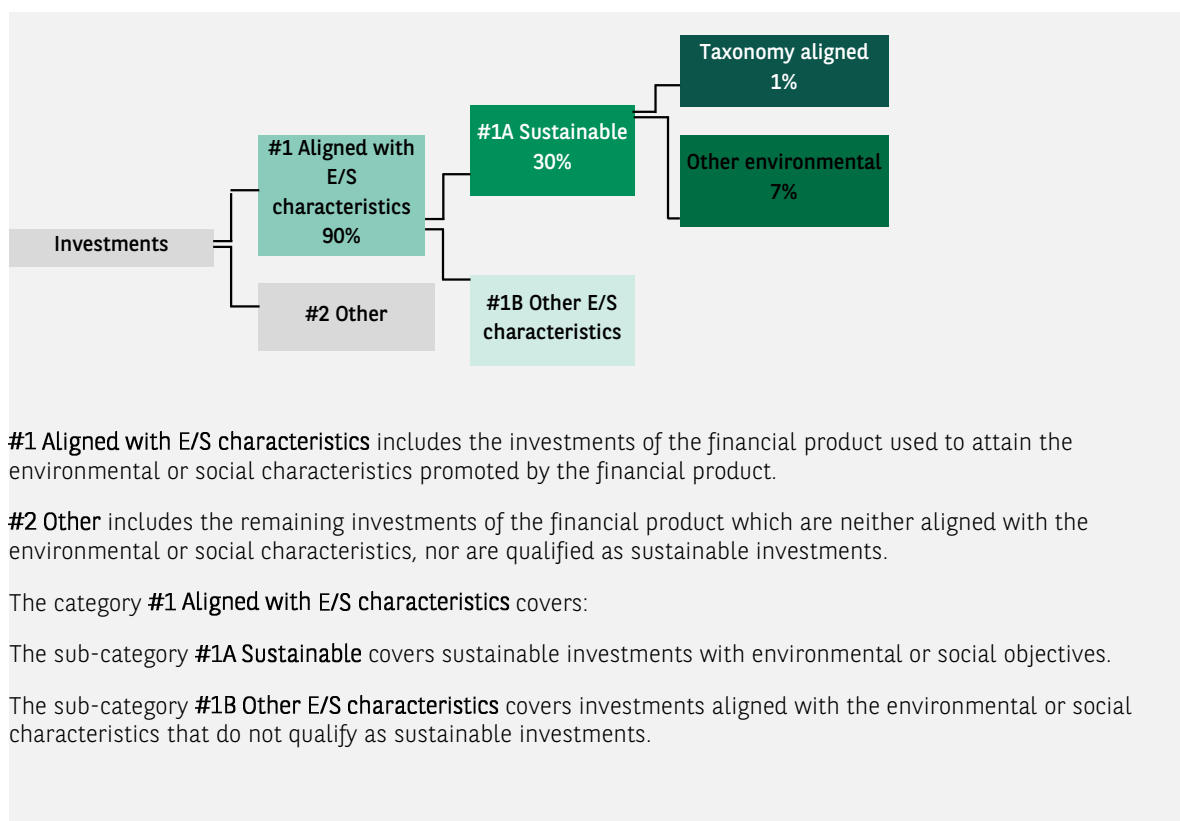 Taxonomy aligned
1%
#1A Sustainable
30%
#1 Aligned with
E/S
characteristics
90%
Other environmental
7%
Investments
#2 Other
#1B Other E/S
characteristics
#1 Aligned with E/S characteristics includes the investments of the financial product used to attain the
environmental or social characteristics promoted by the financial product.
#2 Other includes the remaining investments of the financial product which are neither aligned with the
environmental or social characteristics, nor are qualified as sustainable investments.
The category #1 Aligned with E/S characteristics covers:
The sub-category #1A Sustainable covers sustainable investments with environmental or social objectives.
The sub-category #1B Other E/S characteristics covers investments aligned with the environmental or social
characteristics that do not qualify as sustainable investments.